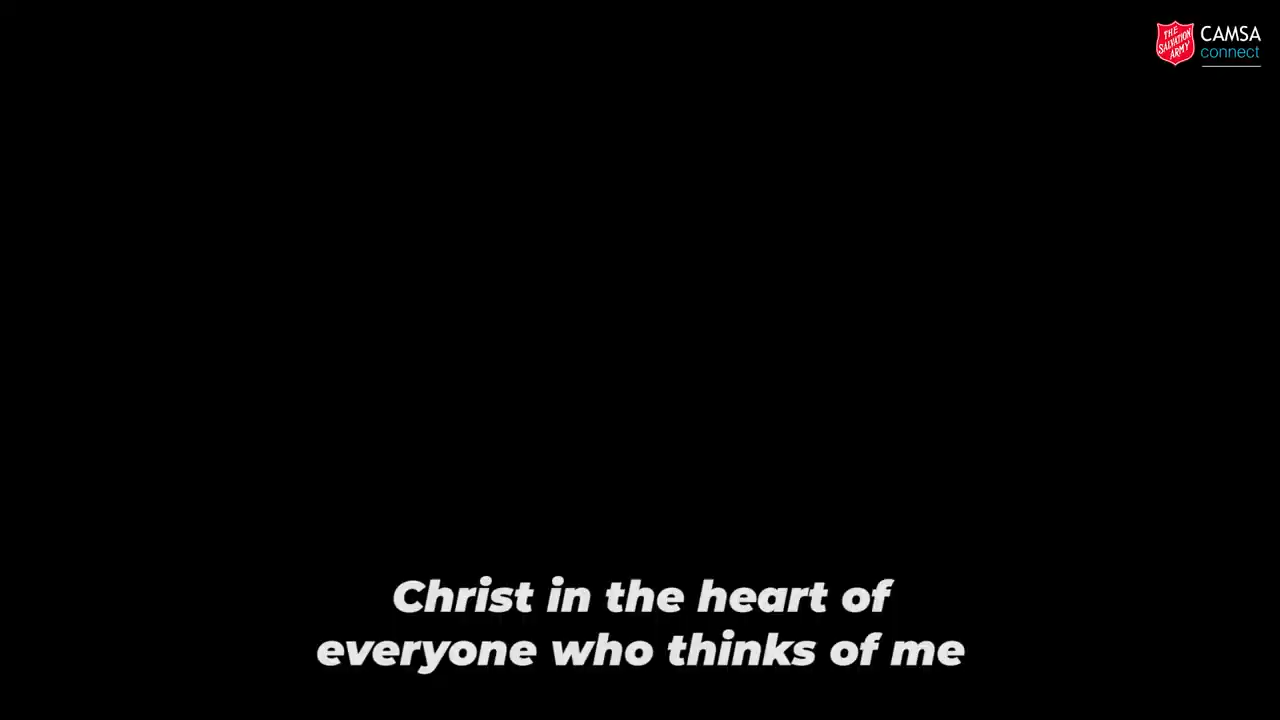 THE
SALVATION
ARMY
CAMSA
connect
Christ in the heart of
everyone who thinks of me